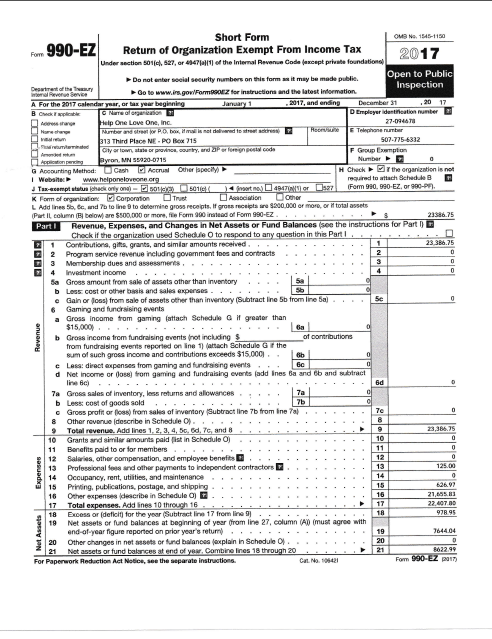 Short Form
OMB No. 1545-1150
Form 990-EZ
Return of Organization Exempt From Income Tax
2017
Under section 501(c), 527, or 4947(a)(1) of the Internal Revenue Code (except private foundations)
▶ Do not enter social security numbers on this form as it may be made public.
Open to Public
Department of the Treasury
Internal Revenue Service
▶ Go to www.irs.gov/Form990EZ for instructions and the latest information.
Inspection
A For the 2017 calendar year, or tax year beginning January 1 , 2017, and ending December 31 , 20 17
B Check if applicable: C Name of organization D Employer identification number
Address change Help One Love One, Inc. 27-094678
Name change Number and street (or P.O. box, if mail is not delivered to street address) Room/suite E Telephone number
Initial return 313 Third Place NE - PO Box 715 507-775-6332
Final return/terminated
Amended return City or town, state or province, country, and ZIP or foreign postal code F Group Exemption
Application pending Byron, MN 55920-0715 Number ▶ 0
G Accounting Method: Cash Accrual Other (specify) ▶ H Check ▶ if the organization is not
I Website: ▶ www.helponeloveone.org required to attach Schedule B
J Tax-exempt status (check only one) – 501(c)(3) 501(c) ( ) ◀ (insert no.) 4947(a)(1) or 527 (Form 990, 990-EZ, or 990-PF).
K Form of organization: Corporation Trust Association Other
L Add lines 5b, 6c, and 7b to line 9 to determine gross receipts. If gross receipts are $200,000 or more, or if total assets
(Part II, column (B) below) are $500,000 or more, file Form 990 instead of Form 990-EZ ▶ $ 23386.75
Part I Revenue, Expenses, and Changes in Net Assets or Fund Balances (see the instructions for Part I)
Check if the organization used Schedule O to respond to any question in this Part I
1 Contributions, gifts, grants, and similar amounts received 1 23,386.75
2 Program service revenue including government fees and contracts 2 0
3 Membership dues and assessments 3 0
4 Investment income 4 0
5a Gross amount from sale of assets other than inventory 5a 0
b Less: cost or other basis and sales expenses 5b 0
c Gain or (loss) from sale of assets other than inventory (Subtract line 5b from line 5a) 5c 0
6 Gaming and fundraising events
a Gross income from gaming (attach Schedule G if greater than
$15,000) 6a 0
b Gross income from fundraising events (not including $ of contributions
from fundraising events reported on line 1) (attach Schedule G if the
sum of such gross income and contributions exceeds $15,000) 6b 0
c Less: direct expenses from gaming and fundraising events 6c 0
d Net income or (loss) from gaming and fundraising events (add lines 6a and 6b and subtract
line 6c) 6d 0
7a Gross sales of inventory, less returns and allowances 7a 0
b Less: cost of goods sold 7b 0
c Gross profit or (loss) from sales of inventory (Subtract line 7b from line 7a) 7c 0
8 Other revenue (describe in Schedule O) 8 0
9 Total revenue. Add lines 1, 2, 3, 4, 5c, 6d, 7c, and 8 ▶ 9 23,386.75
Revenue
10 Grants and similar amounts paid (list in Schedule O) 10 0
11 Benefits paid to or for members 11 0
12 Salaries, other compensation, and employee benefits 12 0
13 Professional fees and other payments to independent contractors 13 125.00
14 Occupancy, rent, utilities, and maintenance 14 0
15 Printing, publications, postage, and shipping 15 626.97
16 Other expenses (describe in Schedule O) 16 21,655.83
17 Total expenses. Add lines 10 through 16 ▶ 17 22,407.80
Expenses
18 Excess or (deficit) for the year (Subtract line 17 from line 9) 18 978.95
19 Net assets or fund balances at beginning of year (from line 27, column (A)) (must agree with
end-of-year figure reported on prior year's return) 19 7644.04
20 Other changes in net assets or fund balances (explain in Schedule O) 20 0
21 Net assets or fund balances at end of year. Combine lines 18 through 20 ▶ 21 8622.99
Net Assets
For Paperwork Reduction Act Notice, see the separate instructions. Cat. No. 10642I Form 990-EZ (2017)